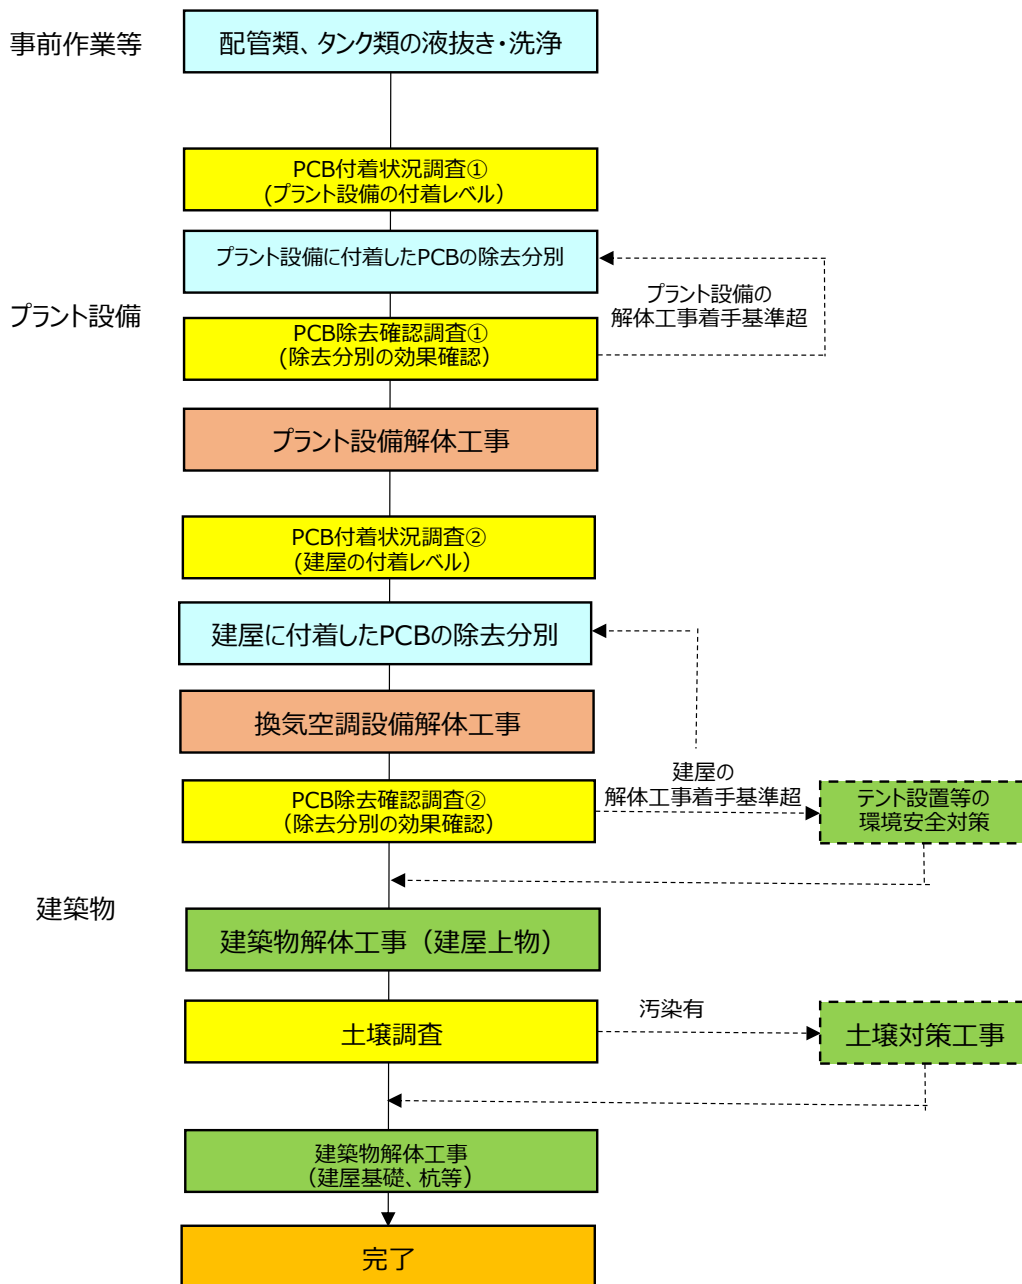 事前作業等
配管類、タンク類の液抜き・洗浄
PCB付着状況調査①
(プラント設備の付着レベル）
プラント設備に付着したPCBの除去分別
プラント設備の
解体工事着手基準超
プラント設備
PCB除去確認調査①
(除去分別の効果確認）
プラント設備解体工事
PCB付着状況調査②
(建屋の付着レベル）
建屋に付着したPCBの除去分別
換気空調設備解体工事
建屋の
解体工事着手基準超
PCB除去確認調査②
（除去分別の効果確認）
テント設置等の
環境安全対策
建築物
建築物解体工事（建屋上物）
土壌調査
汚染有
土壌対策工事
建築物解体工事
（建屋基礎、杭等）
完了